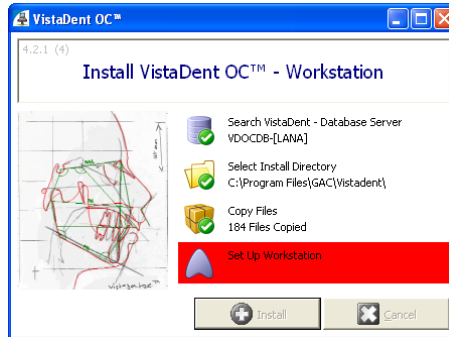 VistaDent OC™
4.2.1 (4)
Install VistaDent OC™ - Workstation
Search VistaDent - Database Server
VDOCDB-[LANA]
Select Install Directory
C:\Program Files\GAC\Vistadent\
Copy Files
184 Files Copied
Set Up Workstation
Install
Cancel